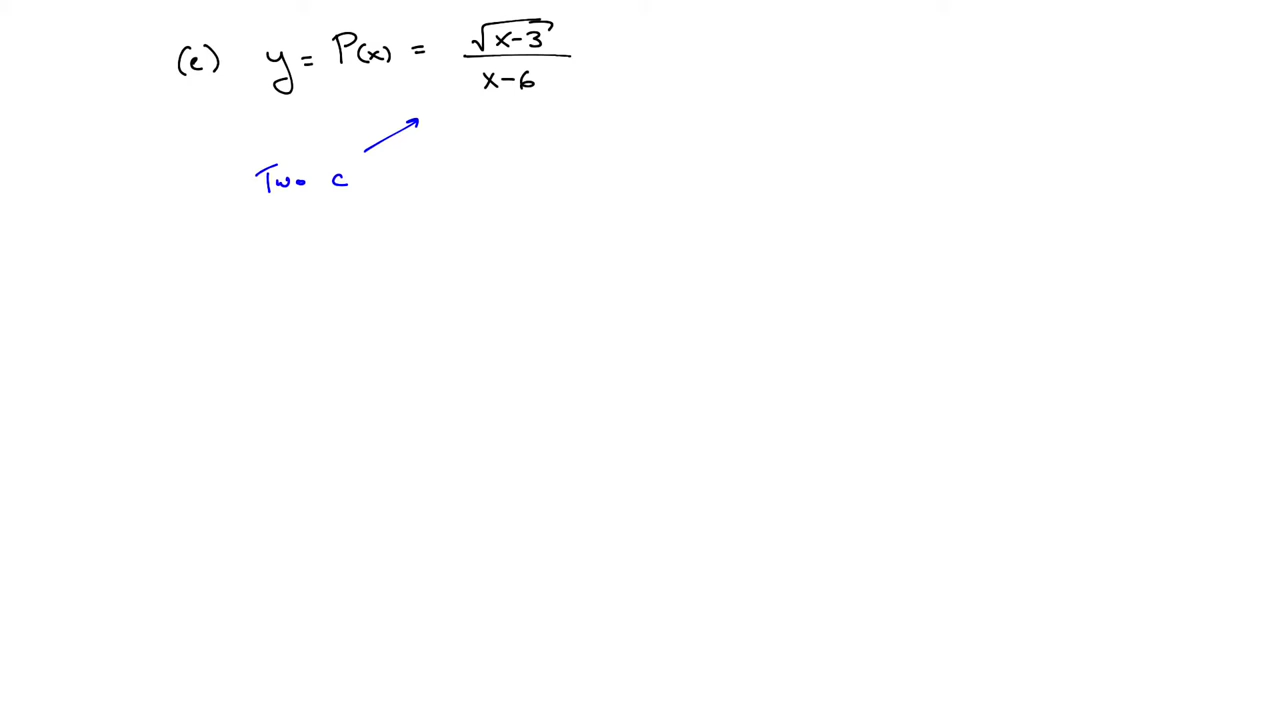 (e) y = P(x) = √(x-3) / (x-6)
Two c